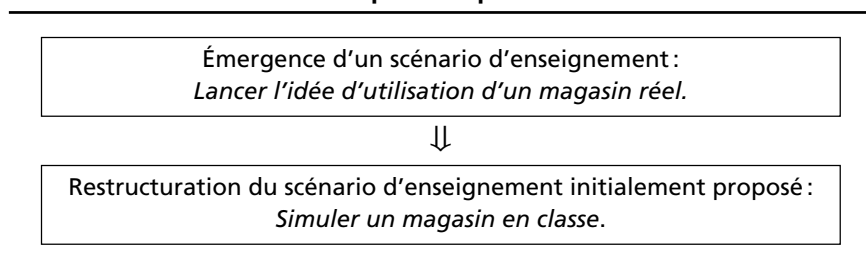 Émergence d’un scénario d’enseignement :
Lancer l’idée d’utilisation d’un magasin réel.
⇓
Restructuration du scénario d’enseignement initialement proposé :
Simuler un magasin en classe.